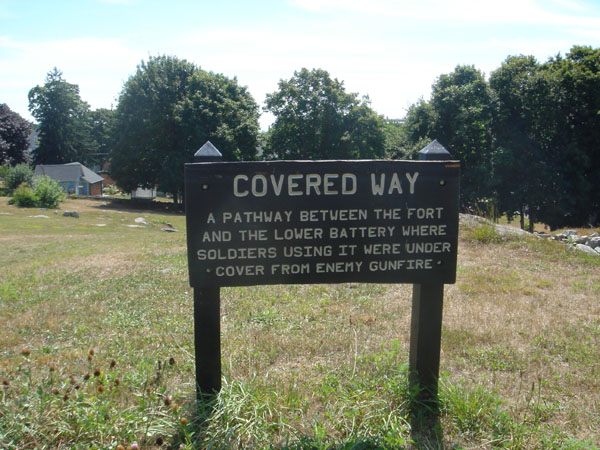 COVERED WAY
A PATHWAY BETWEEN THE FORT
AND THE LOWER BATTERY WHERE
SOLDIERS USING IT WERE UNDER
COVER FROM ENEMY GUNFIRE